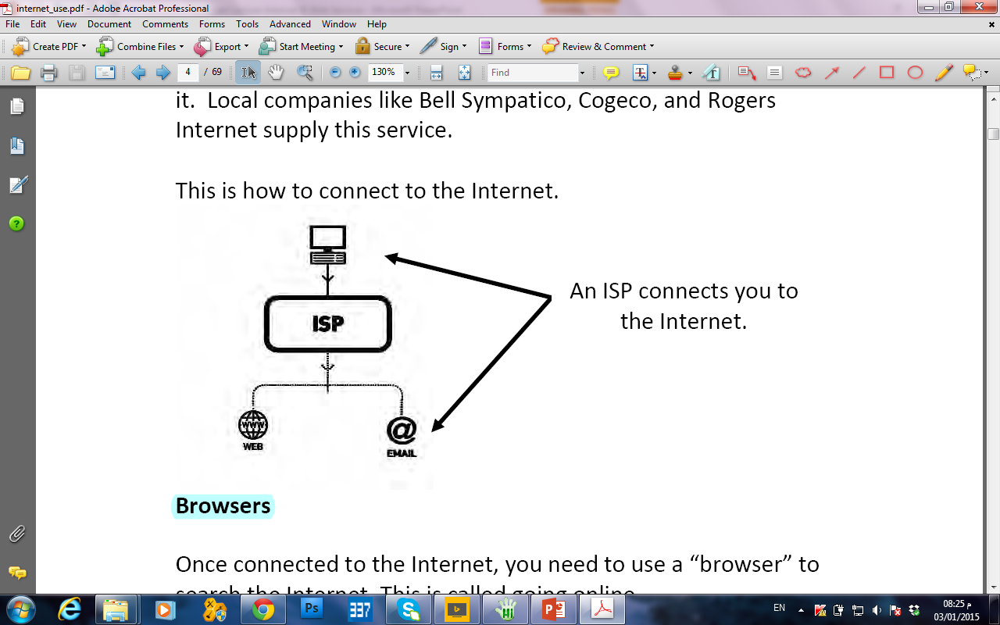 internet_use.pdf - Adobe Acrobat Professional
File Edit View Document Comments Forms Tools Advanced Window Help
Create PDF Combine Files Export Start Meeting Secure Sign Forms Review & Comment
4 / 69 130% Find
it. Local companies like Bell Sympatico, Cogeco, and Rogers
Internet supply this service.
This is how to connect to the Internet.
An ISP connects you to
the Internet.
ISP
WWW
WEB
@
EMAIL
Browsers
Once connected to the Internet, you need to use a “browser” to
search the Internet. This is called going online.
Ps 337 EN
08:25 م
03/01/2015